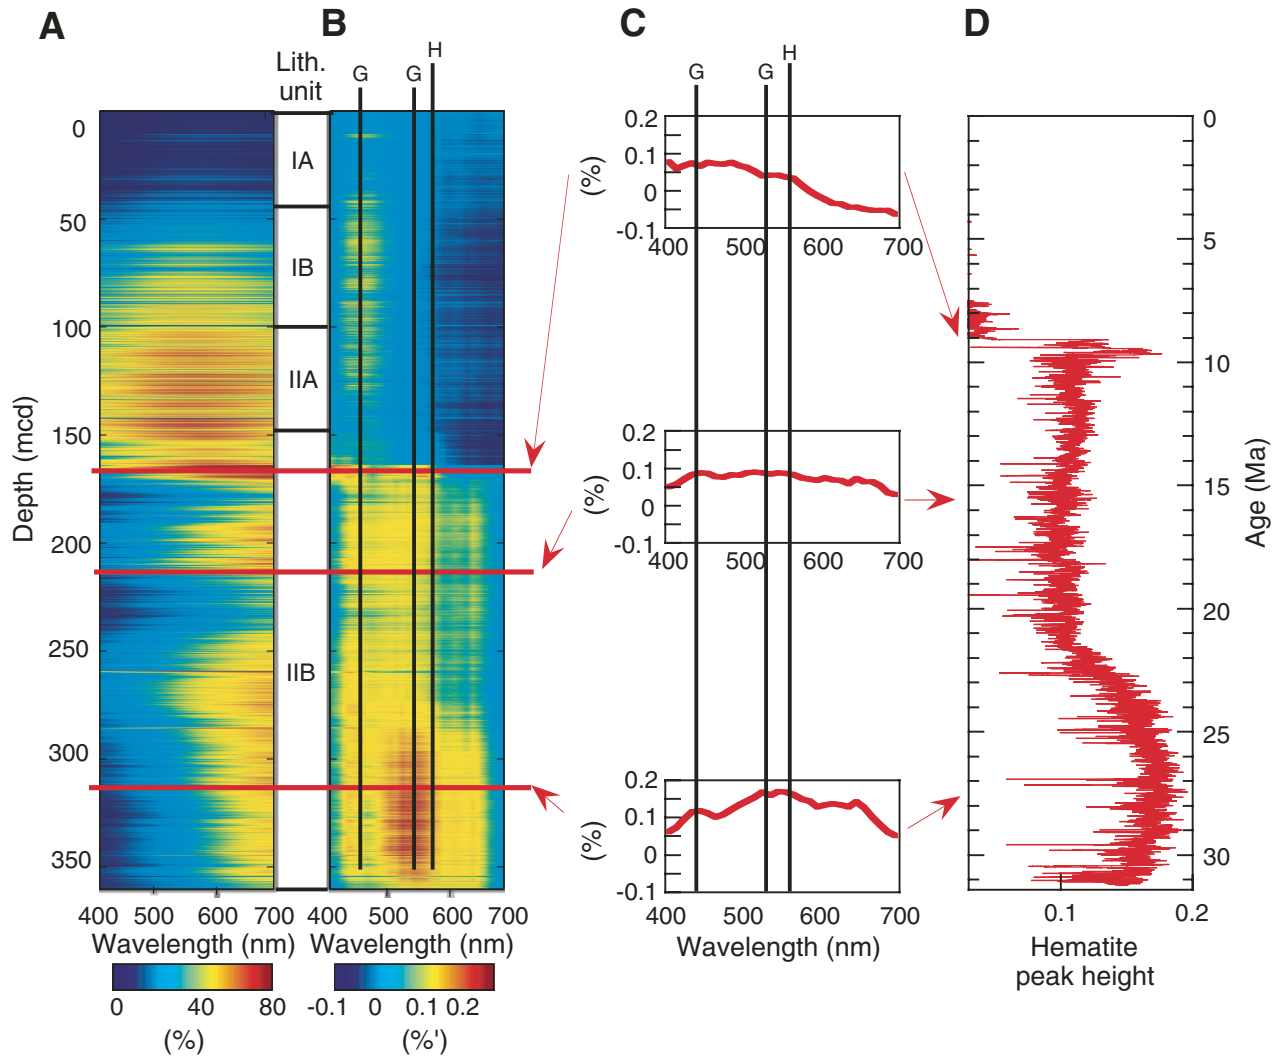 A
B
C
D
Lith.
unit
G
G
H
G
G
H
0
50
100
150
200
250
300
350
Depth (mcd)
IA
IB
IIA
IIB
400 500 600 700
Wavelength (nm)
400 500 600 700
Wavelength (nm)
0 40 80
(%)
-0.1 0 0.1 0.2
(%')
0.2
0.1
0
-0.1
(%)
400 500 600 700
0.2
0.1
0
-0.1
(%)
400 500 600 700
0.2
0.1
0
-0.1
(%)
400 500 600 700
Wavelength (nm)
0
5
10
15
20
25
30
Age (Ma)
0.1 0.2
Hematite
peak height